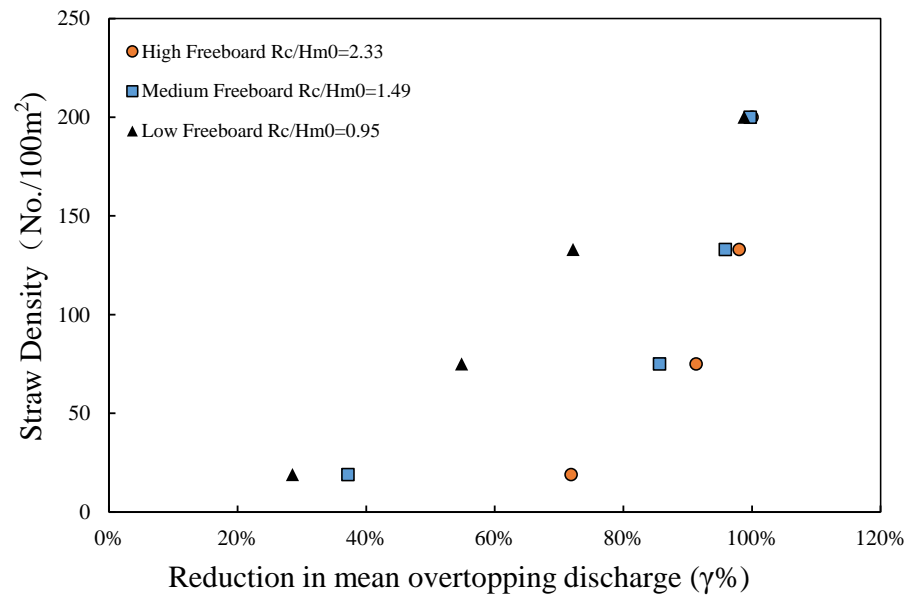 250
200
150
100
50
0
Straw Density（No./100m²）
High Freeboard Rc/Hm0=2.33
Medium Freeboard Rc/Hm0=1.49
Low Freeboard Rc/Hm0=0.95
0% 20% 40% 60% 80% 100% 120%
Reduction in mean overtopping discharge (γ%)